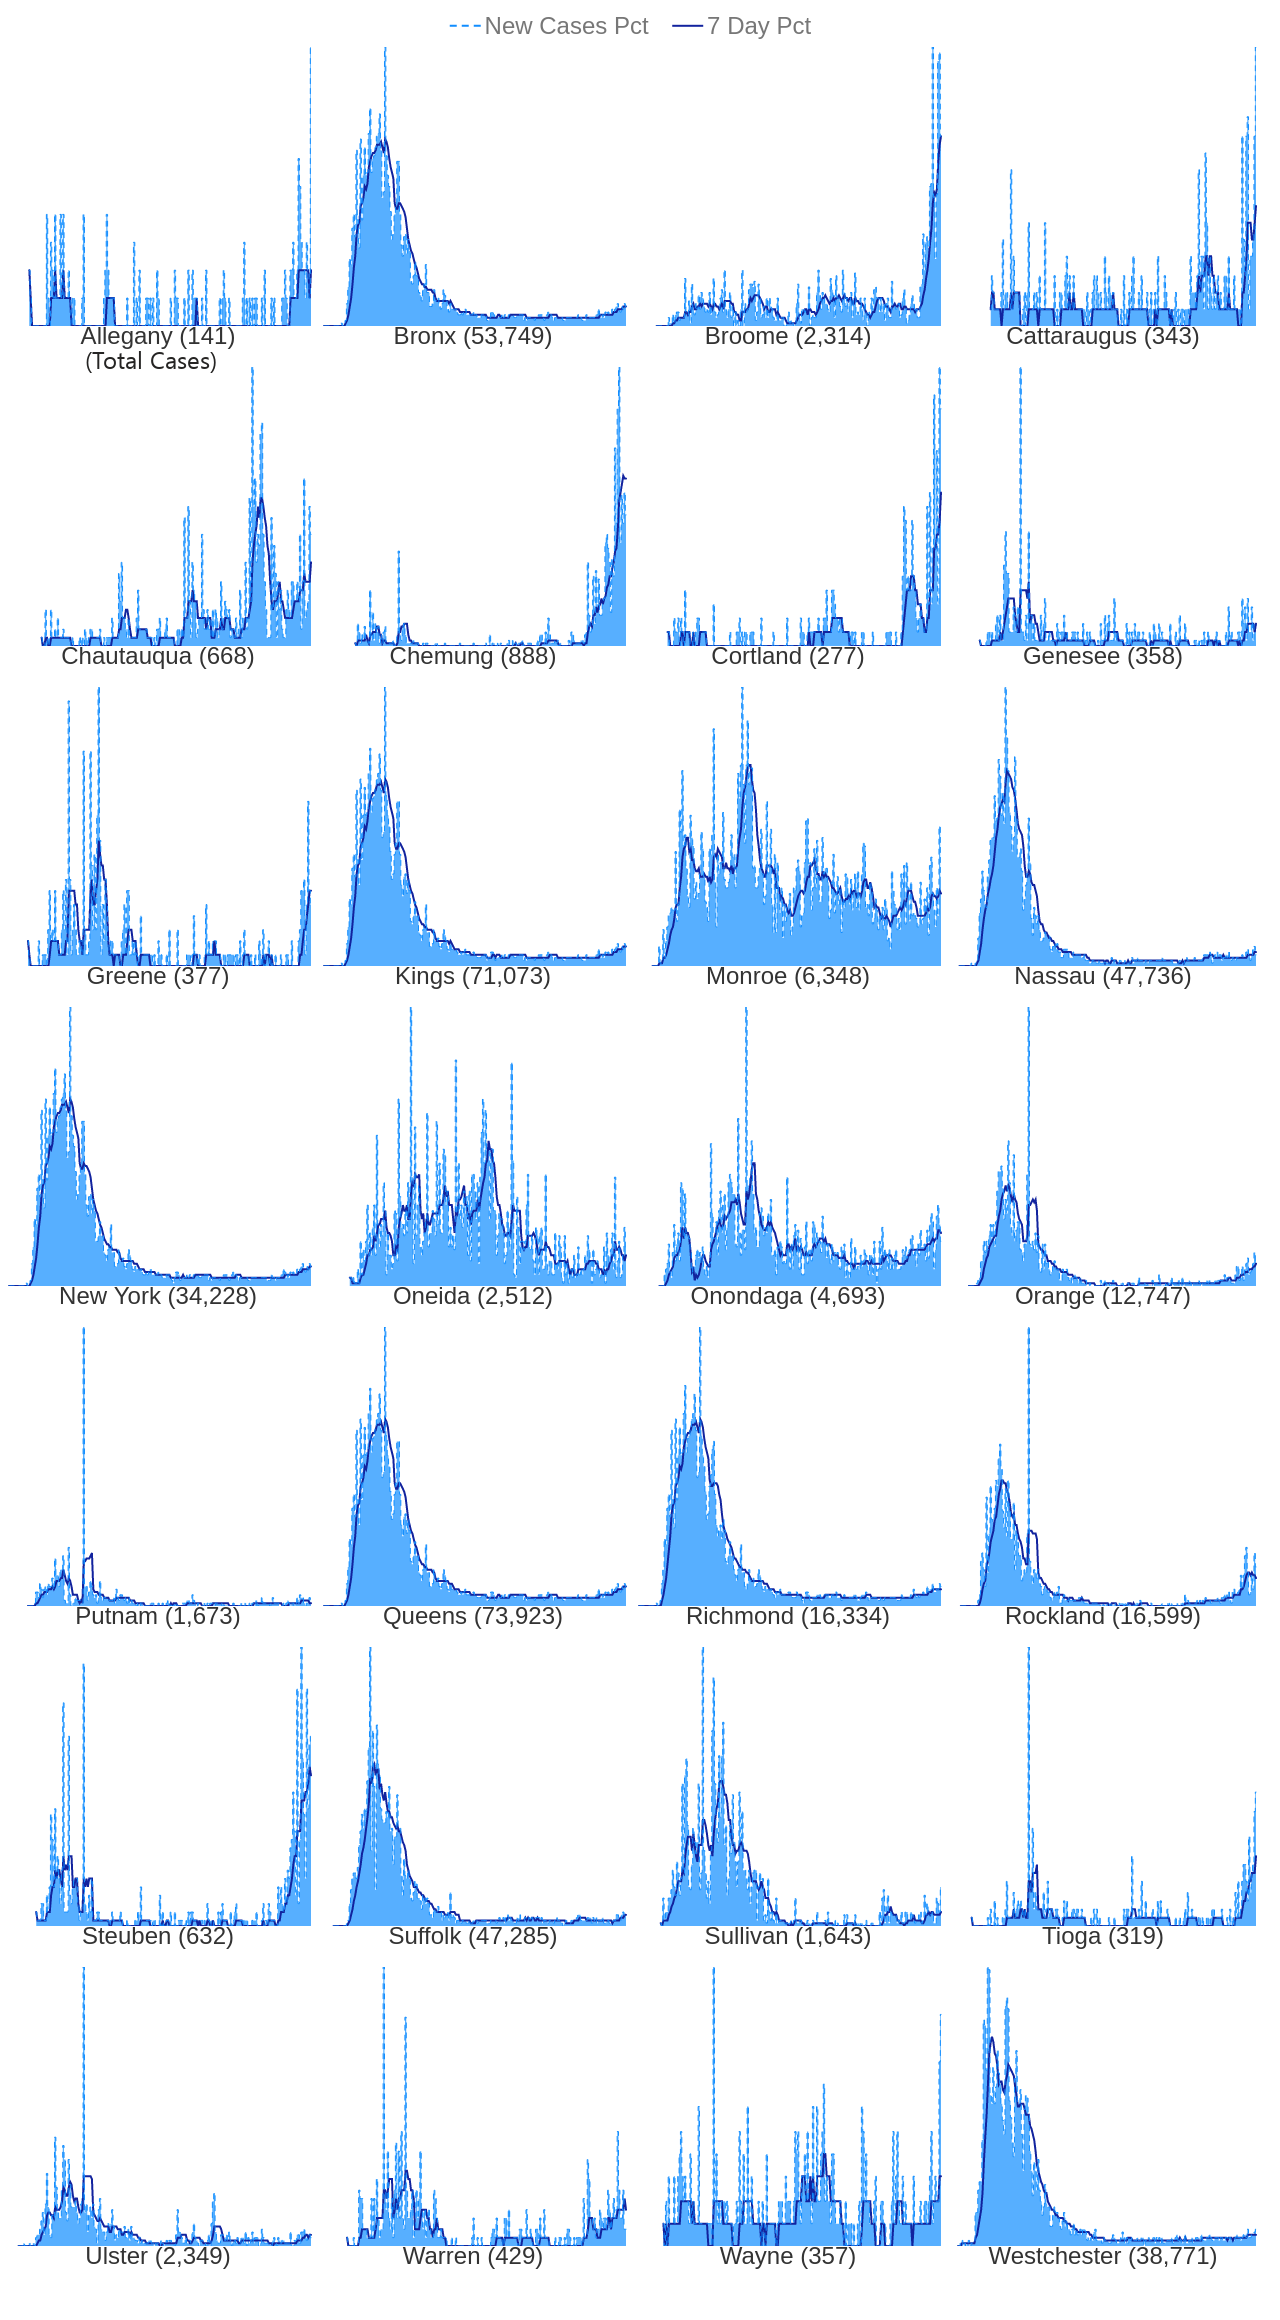 New Cases Pct 7 Day Pct
Allegany (141) Bronx (53,749) Broome (2,314) Cattaraugus (343)
(Total Cases)
Chautauqua (668) Chemung (888) Cortland (277) Genesee (358)
Greene (377) Kings (71,073) Monroe (6,348) Nassau (47,736)
New York (34,228) Oneida (2,512) Onondaga (4,693) Orange (12,747)
Putnam (1,673) Queens (73,923) Richmond (16,334) Rockland (16,599)
Steuben (632) Suffolk (47,285) Sullivan (1,643) Tioga (319)
Ulster (2,349) Warren (429) Wayne (357) Westchester (38,771)